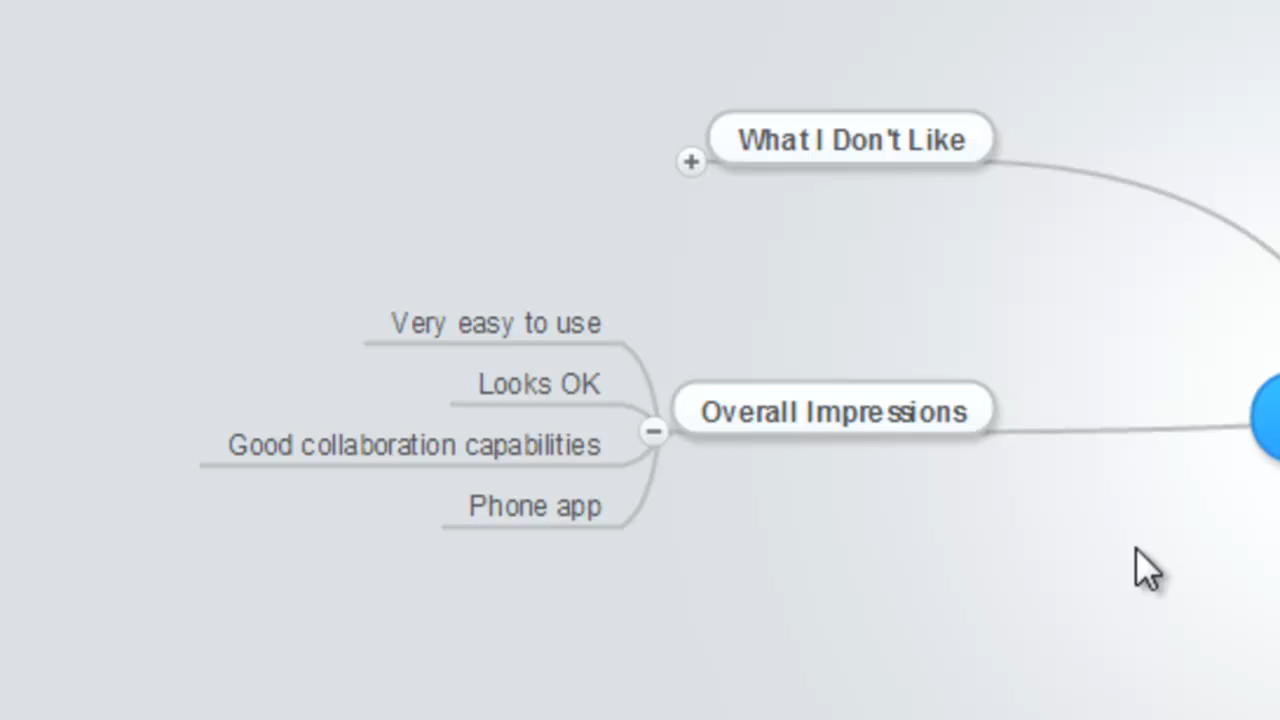 What I Don't Like
Very easy to use
Looks OK
Good collaboration capabilities
Phone app
Overall Impressions